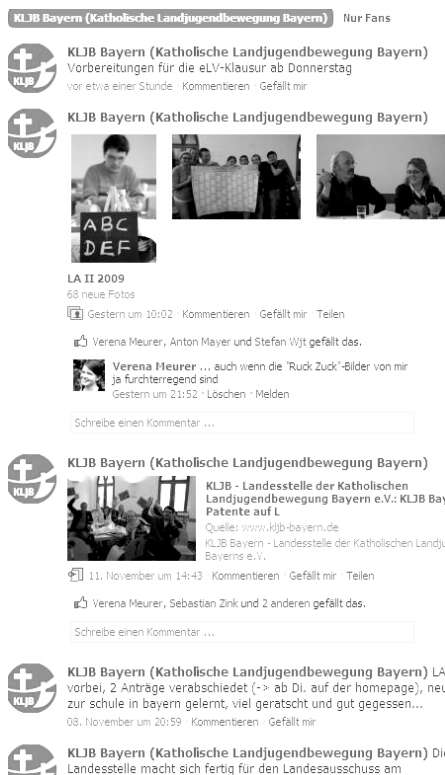 KLJB Bayern (Katholische Landjugendbewegung Bayern) Nur Fans
KLJB Bayern (Katholische Landjugendbewegung Bayern)
Vorbereitungen für die eLV-Klausur ab Donnerstag
KLJB
vor etwa einer Stunde · Kommentieren · Gefällt mir
KLJB Bayern (Katholische Landjugendbewegung Bayern)
KLJB
ABC
DEF
LA II 2009
68 neue Fotos
Gestern um 10:02 · Kommentieren · Gefällt mir · Teilen
Verena Meurer, Anton Mayer und Stefan Wjt gefällt das.
Verena Meurer ... auch wenn die "Ruck Zuck"-Bilder von mir
ja furchterregend sind
Gestern um 21:52 · Löschen · Melden
Schreibe einen Kommentar ...
KLJB Bayern (Katholische Landjugendbewegung Bayern)
KLJB
KLJB - Landesstelle der Katholischen
Landjugendbewegung Bayern e.V.: KLJB Bay
Patente auf L
Quelle: www.kljb-bayern.de
KLJB Bayern - Landesstelle der Katholischen Landju
Bayerns e.V.
11. November um 14:43 · Kommentieren · Gefällt mir · Teilen
Verena Meurer, Sebastian Zink und 2 anderen gefällt das.
Schreibe einen Kommentar ...
KLJB Bayern (Katholische Landjugendbewegung Bayern) LA
vorbei, 2 Anträge verabschiedet (-> ab Di. auf der homepage), neu
zur schule in bayern gelernt, viel geratscht und gut gegessen...
KLJB
08. November um 20:59 · Kommentieren · Gefällt mir
KLJB Bayern (Katholische Landjugendbewegung Bayern) Die
Landesstelle macht sich fertig für den Landesausschuss am